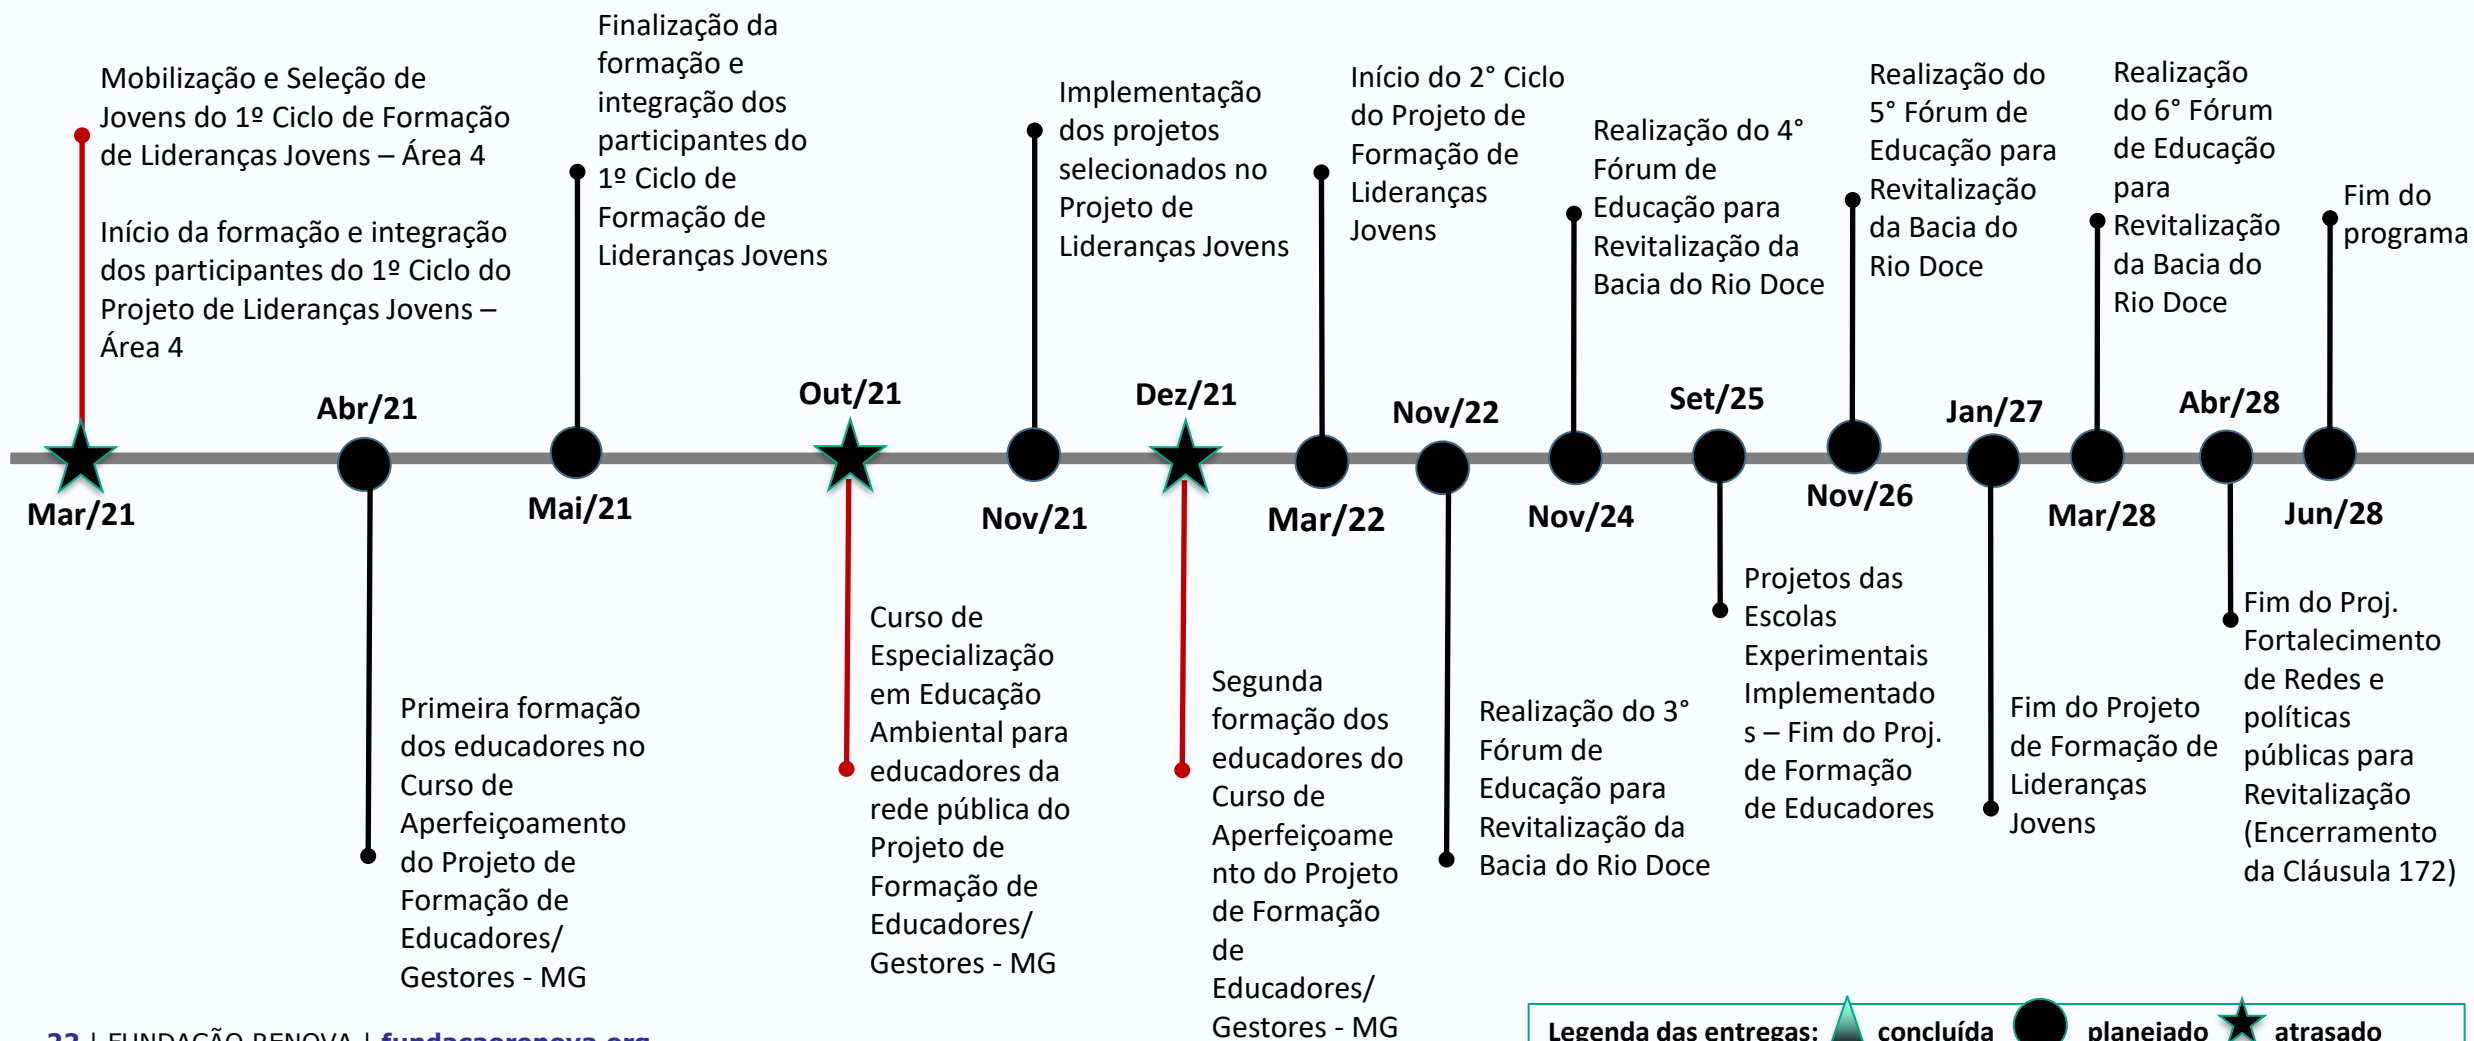 Mobilização e Seleção de
Jovens do 1º Ciclo de Formação
de Lideranças Jovens – Área 4
Início da formação e integração
dos participantes do 1º Ciclo do
Projeto de Lideranças Jovens –
Área 4
Mar/21
Abr/21
Primeira formação
dos educadores no
Curso de
Aperfeiçoamento
do Projeto de
Formação de
Educadores/
Gestores - MG
Finalização da
formação e
integração dos
participantes do
1º Ciclo de
Formação de
Lideranças Jovens
Mai/21
Out/21
Curso de
Especialização
em Educação
Ambiental para
educadores da
rede pública do
Projeto de
Formação de
Educadores/
Gestores - MG
Implementação
dos projetos
selecionados no
Projeto de
Lideranças Jovens
Nov/21
Dez/21
Segunda
formação dos
educadores do
Curso de
Aperfeiçoame
nto do Projeto
de Formação
de
Educadores/
Gestores - MG
Início do 2° Ciclo
do Projeto de
Formação de
Lideranças
Jovens
Mar/22
Nov/22
Realização do 3°
Fórum de
Educação para
Revitalização da
Bacia do Rio Doce
Realização do 4°
Fórum de
Educação para
Revitalização da
Bacia do Rio Doce
Nov/24
Set/25
Projetos das
Escolas
Experimentais
Implementado
s – Fim do Proj.
de Formação
de Educadores
Realização do
5° Fórum de
Educação para
Revitalização
da Bacia do
Rio Doce
Nov/26
Jan/27
Fim do Projeto
de Formação de
Lideranças
Jovens
Realização
do 6° Fórum
de Educação
para
Revitalização
da Bacia do
Rio Doce
Mar/28
Abr/28
Fim do Proj.
Fortalecimento
de Redes e
políticas
públicas para
Revitalização
(Encerramento
da Cláusula 172)
Fim do
programa
Jun/28
22 | FUNDAÇÃO RENOVA | fundacaorenova.org
Legenda das entregas: concluída planejado atrasado